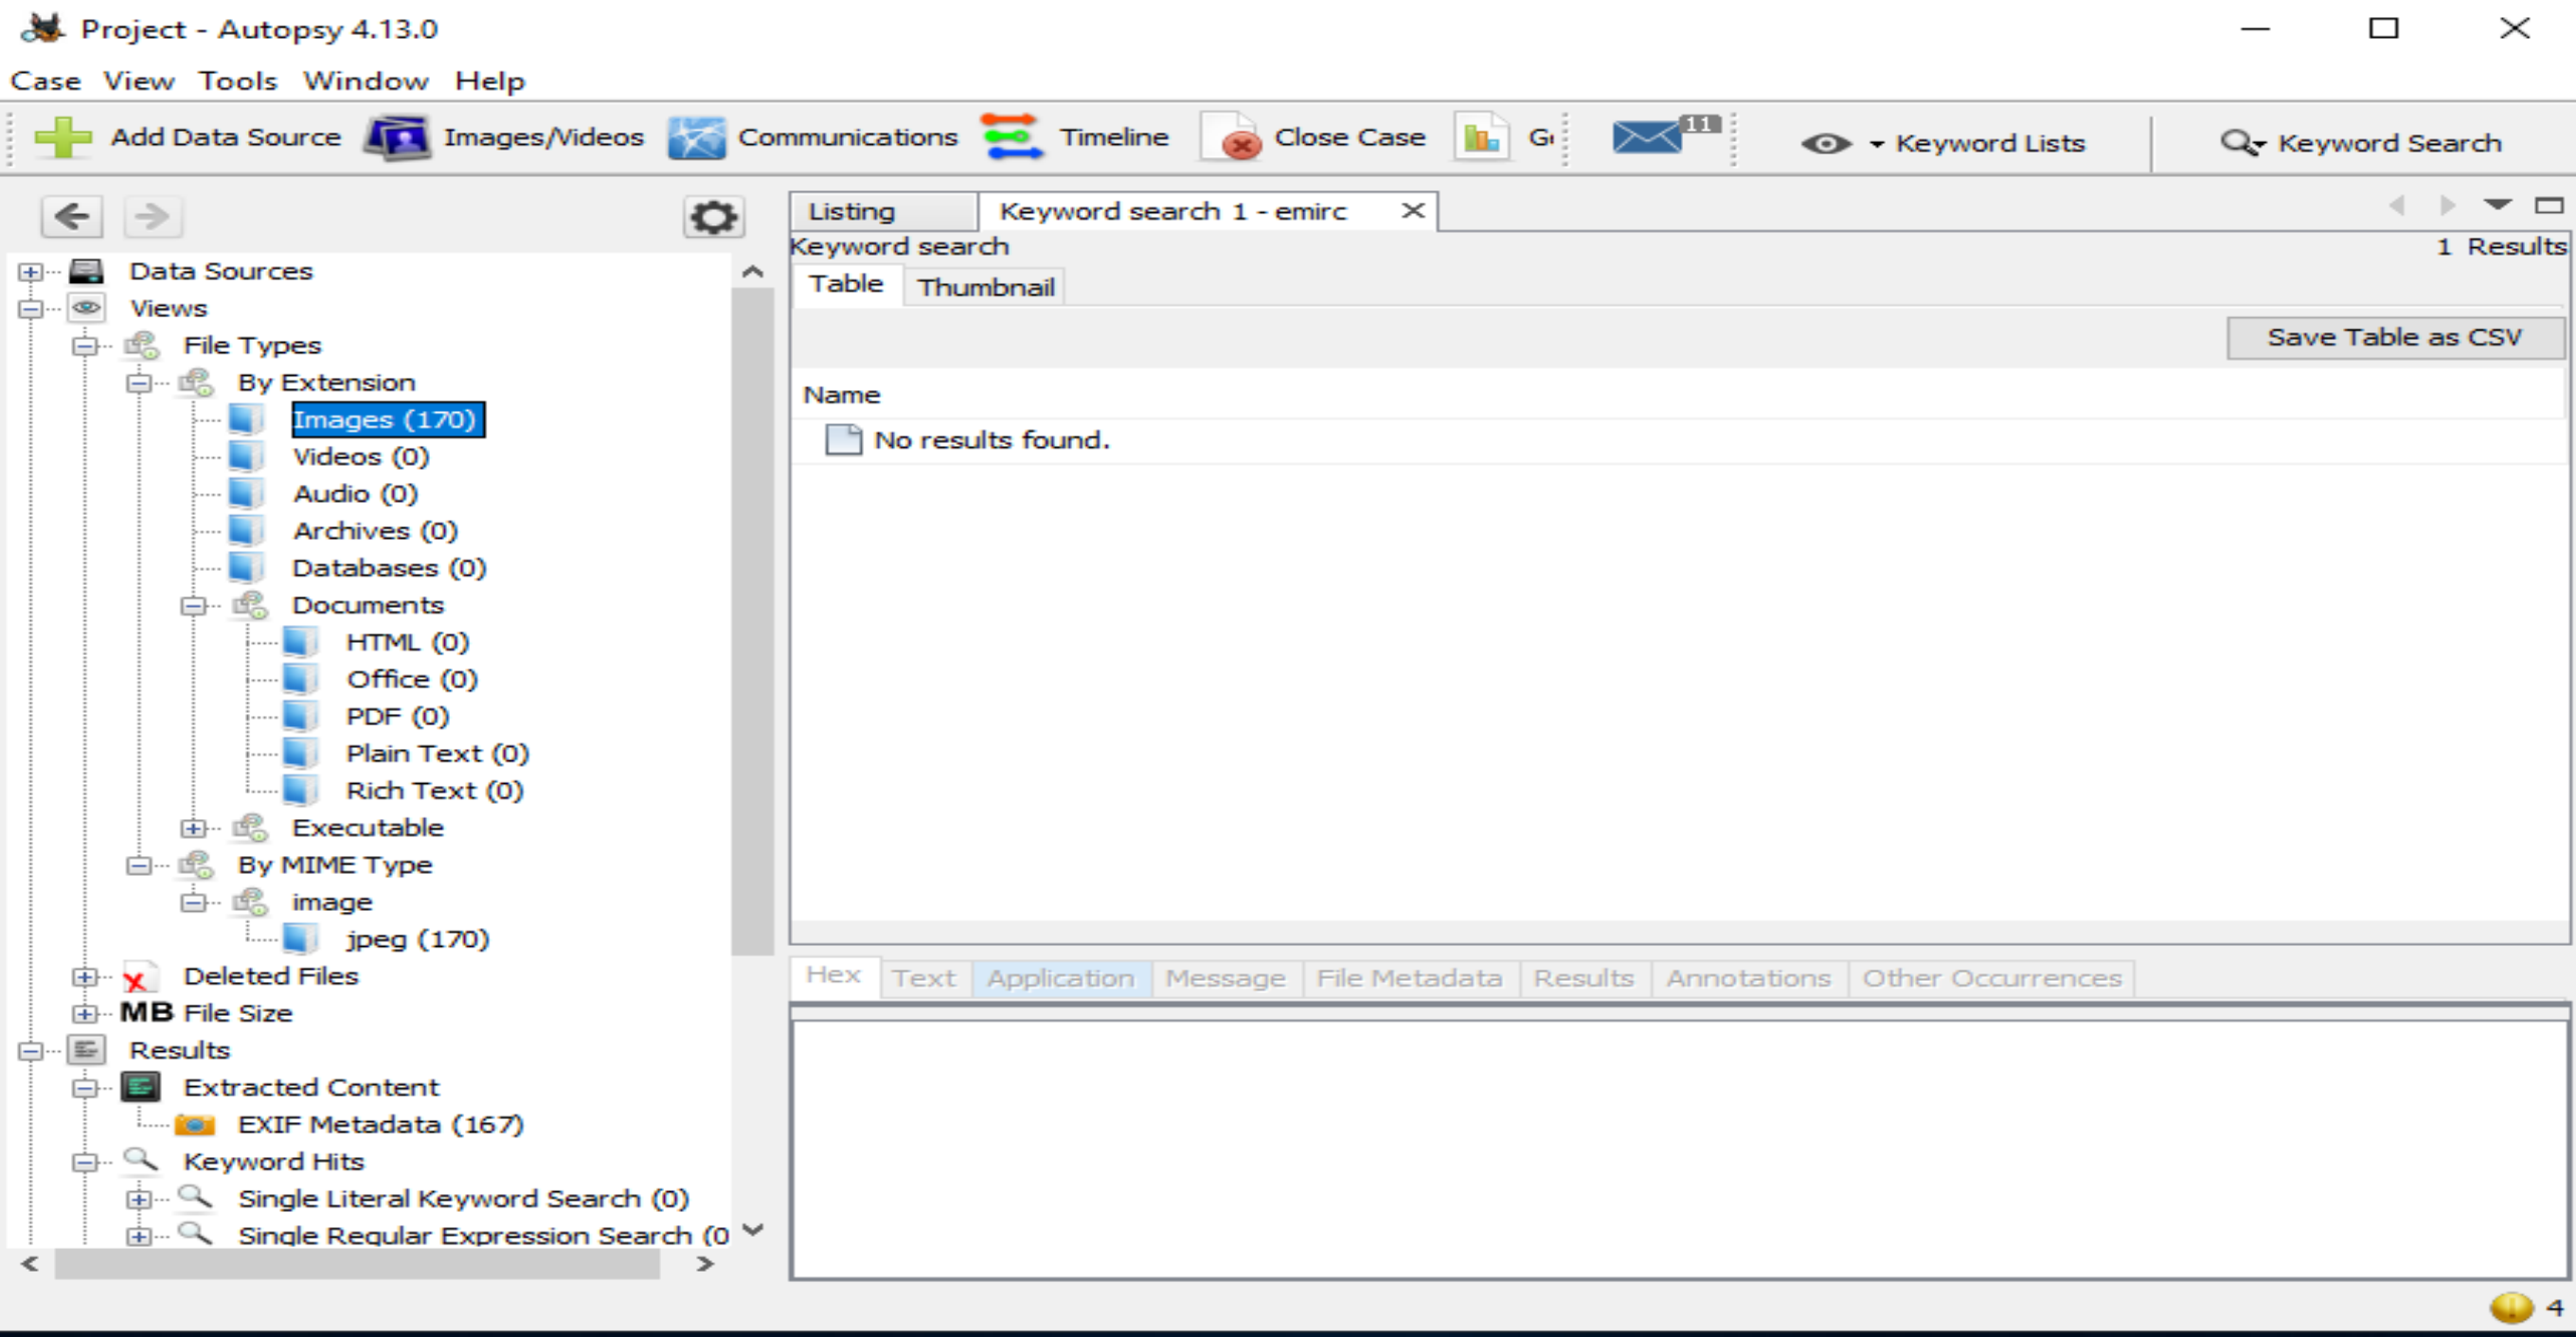 Project - Autopsy 4.13.0
Case View Tools Window Help
Add Data Source Images/Videos Communications Timeline Close Case 11 Keyword Lists Keyword Search
Listing Keyword search 1 - emirc
Keyword search 1 Results
Table Thumbnail
Save Table as CSV
Name
No results found.
Data Sources
Views
File Types
By Extension
Images (170)
Videos (0)
Audio (0)
Archives (0)
Databases (0)
Documents
HTML (0)
Office (0)
PDF (0)
Plain Text (0)
Rich Text (0)
Executable
By MIME Type
image
jpeg (170)
Deleted Files
MB File Size
Results
Extracted Content
EXIF Metadata (167)
Keyword Hits
Single Literal Keyword Search (0)
Single Regular Expression Search (0
Hex Text Application Message File Metadata Results Annotations Other Occurrences
4